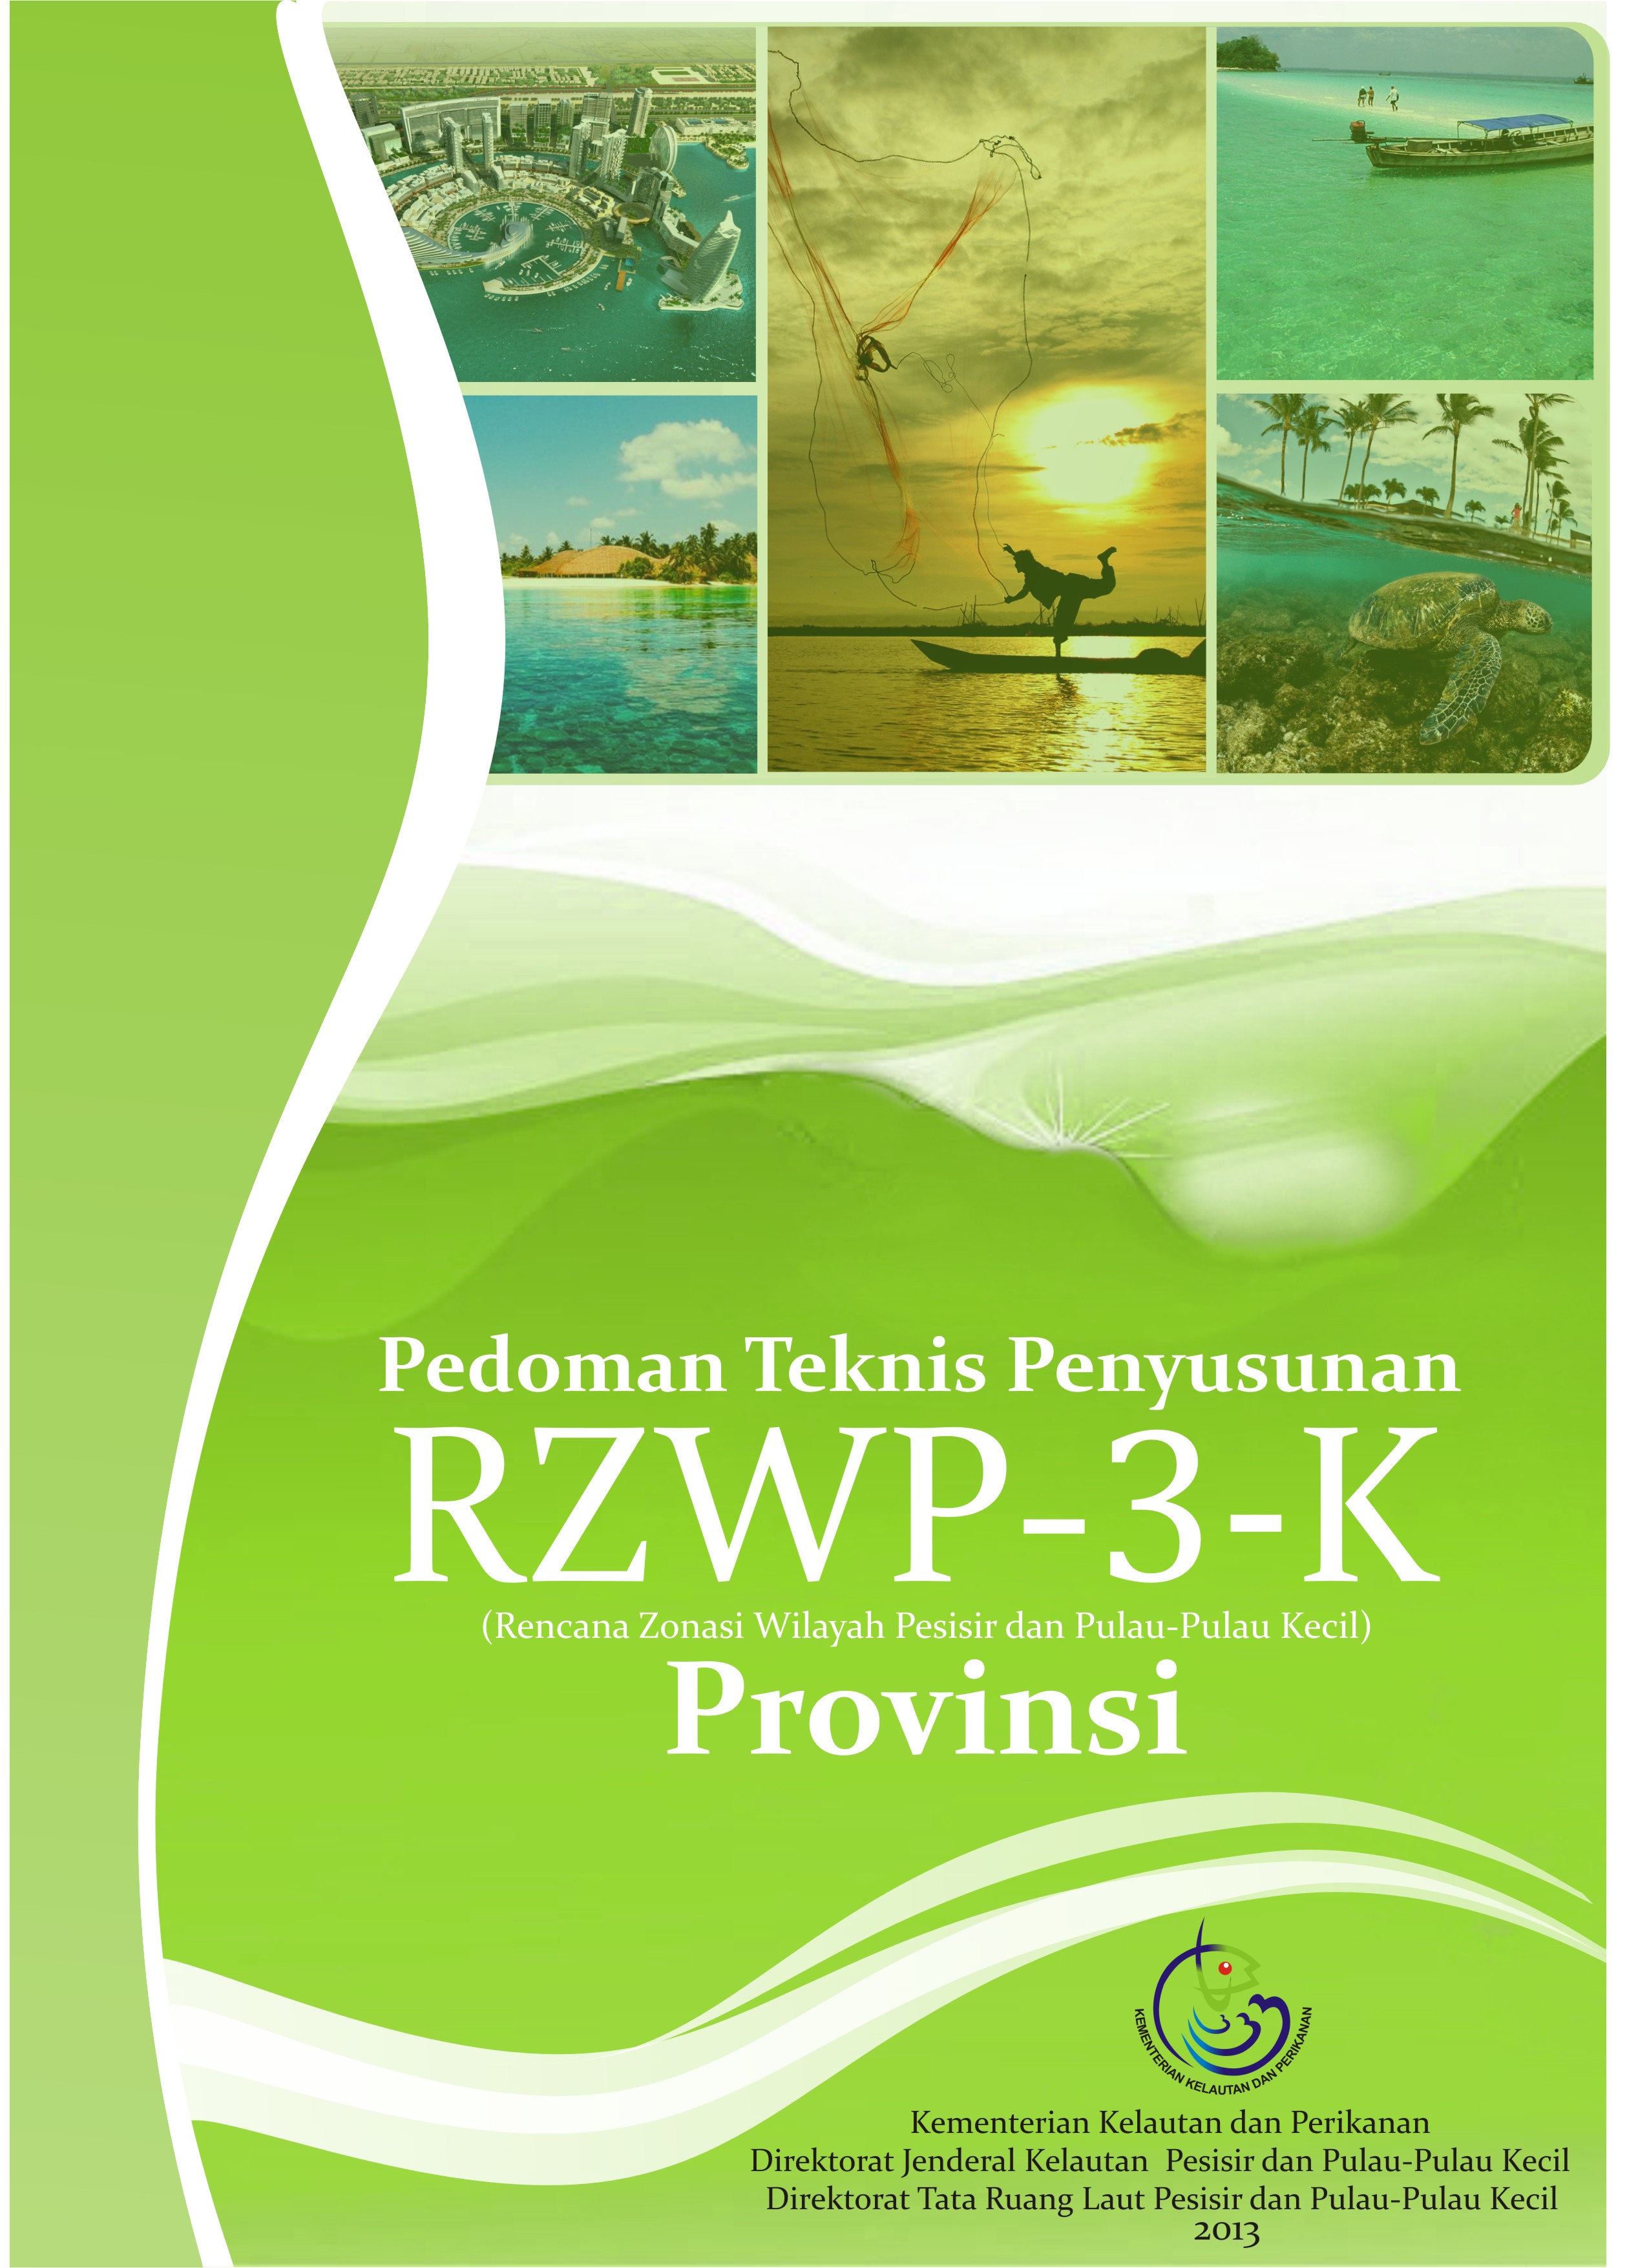 Pedoman Teknis Penyusunan
RZWP-3-K
(Rencana Zonasi Wilayah Pesisir dan Pulau-Pulau Kecil)
Provinsi
KEMENTERIAN KELAUTAN DAN PERIKANAN
Kementerian Kelautan dan Perikanan
Direktorat Jenderal Kelautan Pesisir dan Pulau-Pulau Kecil
Direktorat Tata Ruang Laut Pesisir dan Pulau-Pulau Kecil
2013